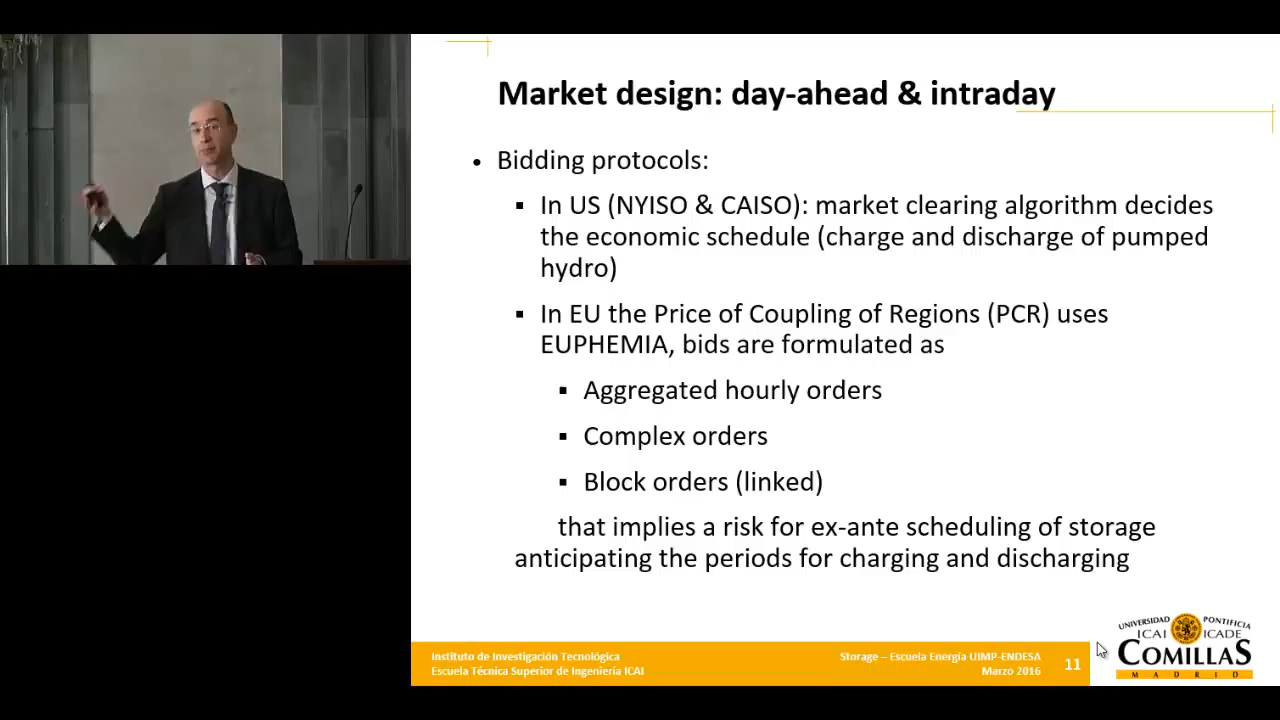 Market design: day-ahead & intraday
• Bidding protocols:
▪ In US (NYISO & CAISO): market clearing algorithm decides
the economic schedule (charge and discharge of pumped
hydro)
▪ In EU the Price of Coupling of Regions (PCR) uses
EUPHEMIA, bids are formulated as
▪ Aggregated hourly orders
▪ Complex orders
▪ Block orders (linked)
that implies a risk for ex-ante scheduling of storage
anticipating the periods for charging and discharging
Instituto de Investigación Tecnológica
Escuela Técnica Superior de Ingeniería ICAI
Storage – Escuela Energía UIMP-ENDESA
Marzo 2016
11
UNIVERSIDAD PONTIFICIA
ICAI ICADE
COMILLAS
MADRID